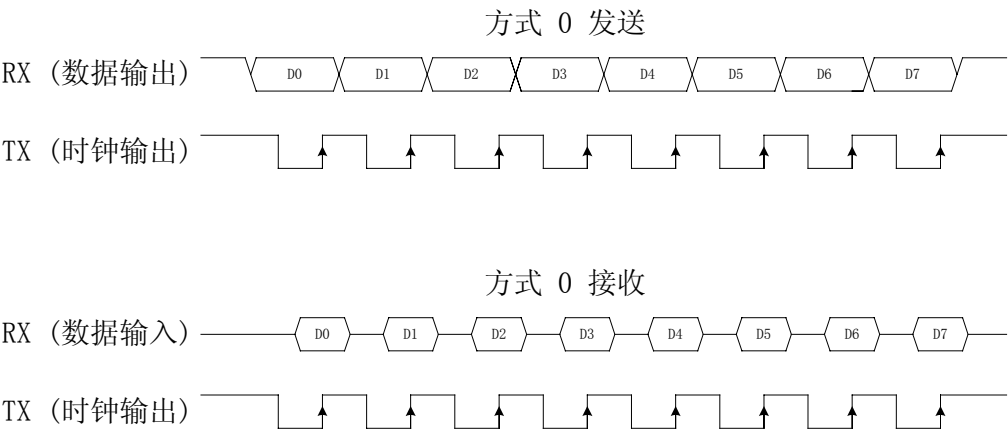 方式 0 发送
RX (数据输出) D0 D1 D2 D3 D4 D5 D6 D7
TX (时钟输出)
方式 0 接收
RX (数据输入) D0 D1 D2 D3 D4 D5 D6 D7
TX (时钟输出)